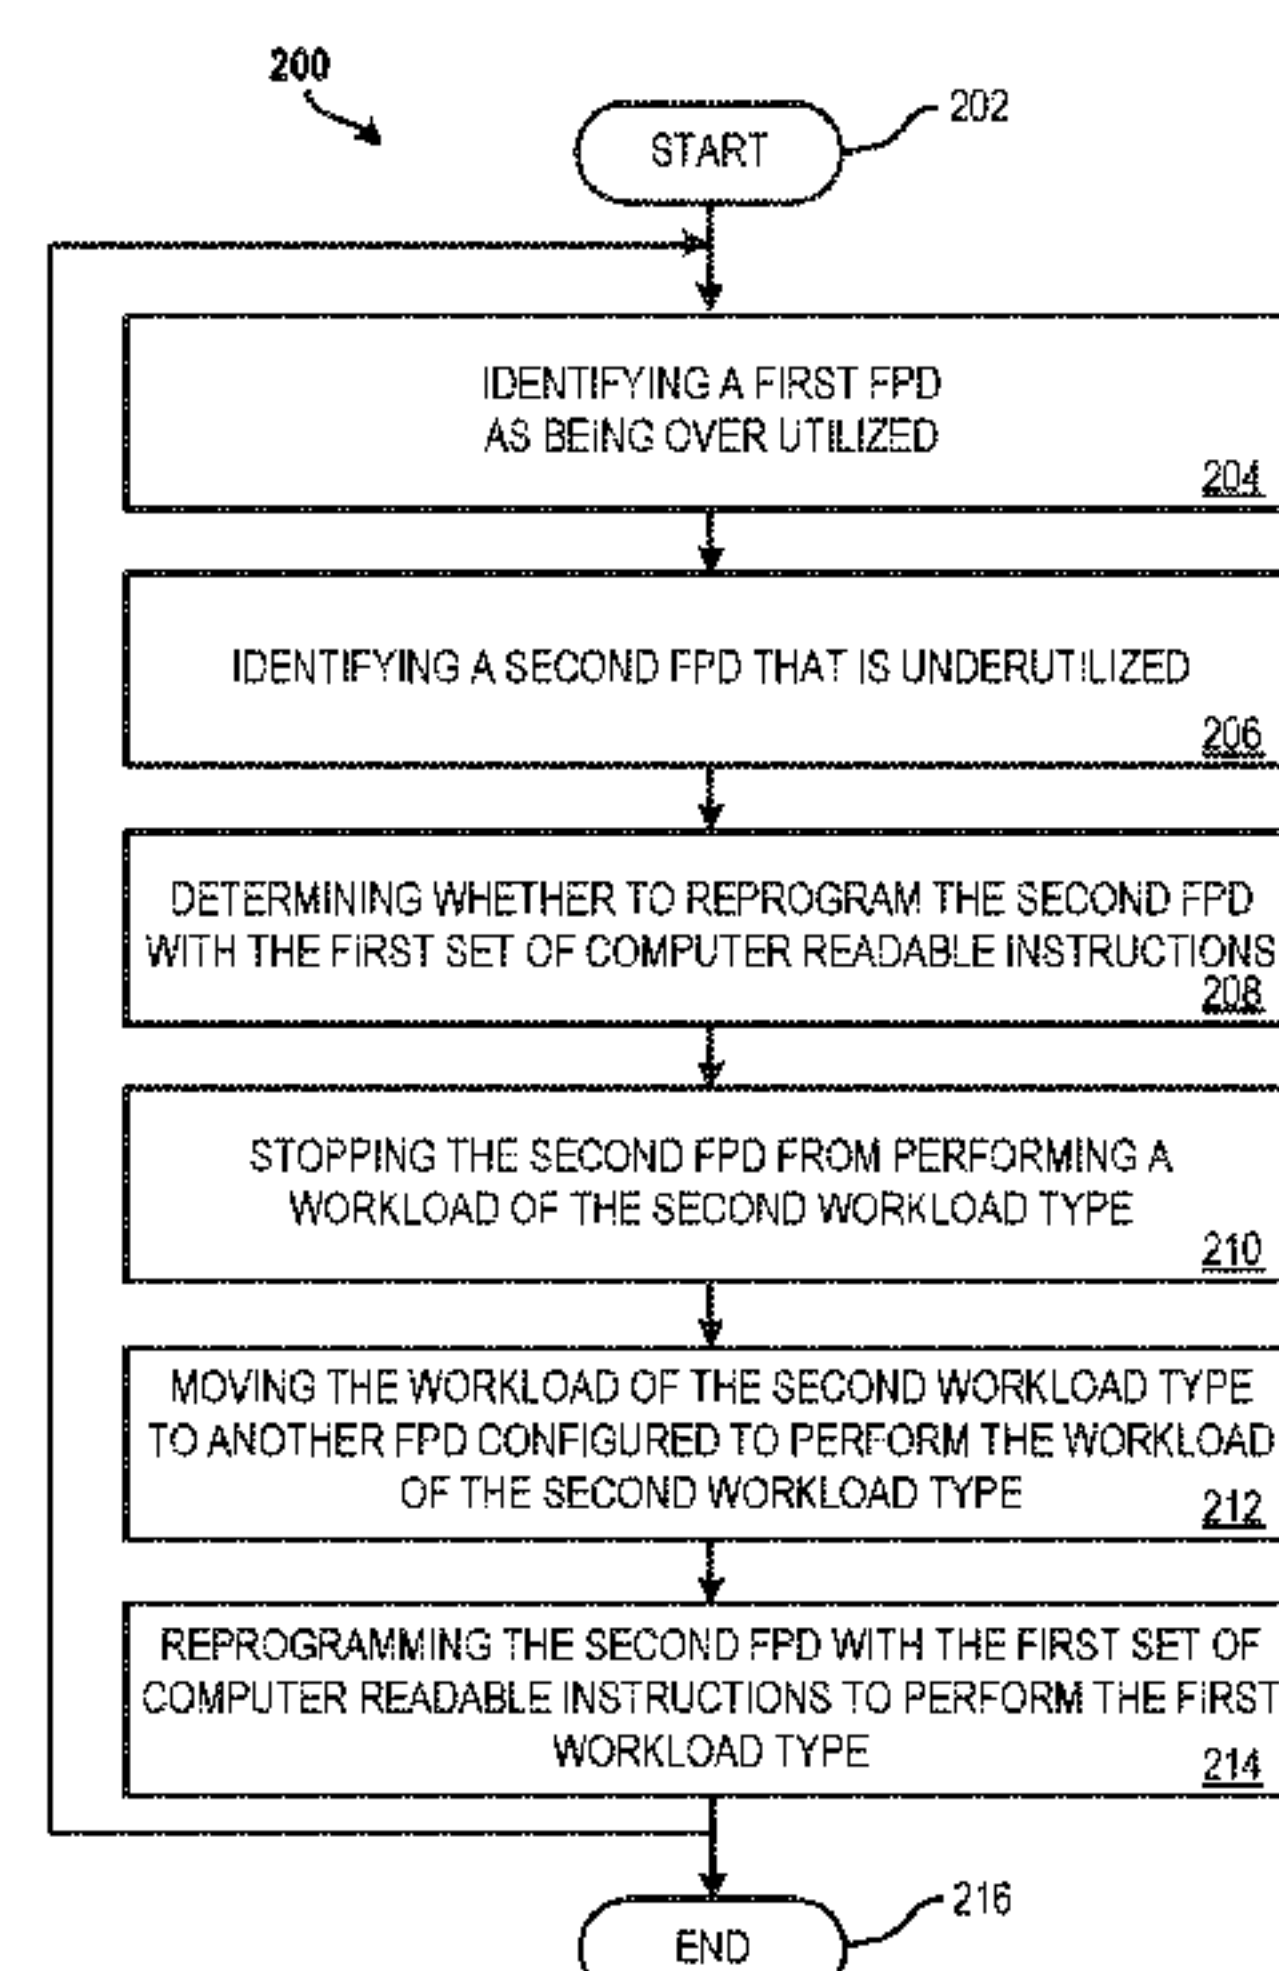 200
START
202
IDENTIFYING A FIRST FPD
AS BEING OVER UTILIZED
204
IDENTIFYING A SECOND FPD THAT IS UNDERUTILIZED
206
DETERMINING WHETHER TO REPROGRAM THE SECOND FPD
WITH THE FIRST SET OF COMPUTER READABLE INSTRUCTIONS
208
STOPPING THE SECOND FPD FROM PERFORMING A
WORKLOAD OF THE SECOND WORKLOAD TYPE
210
MOVING THE WORKLOAD OF THE SECOND WORKLOAD TYPE
TO ANOTHER FPD CONFIGURED TO PERFORM THE WORKLOAD
OF THE SECOND WORKLOAD TYPE
212
REPROGRAMMING THE SECOND FPD WITH THE FIRST SET OF
COMPUTER READABLE INSTRUCTIONS TO PERFORM THE FIRST
WORKLOAD TYPE
214
216
END